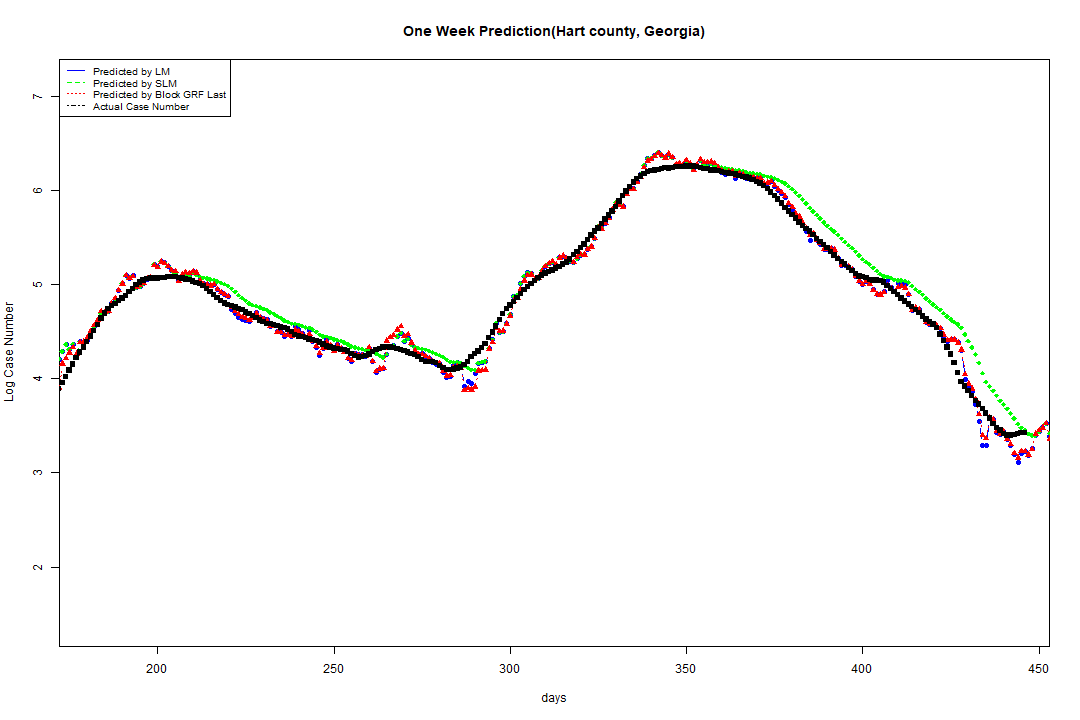 One Week Prediction(Hart county, Georgia)
Predicted by LM
Predicted by SLM
Predicted by Block GRF Last
Actual Case Number
7
6
5
4
3
2
Log Case Number
200 250 300 350 400 450
days